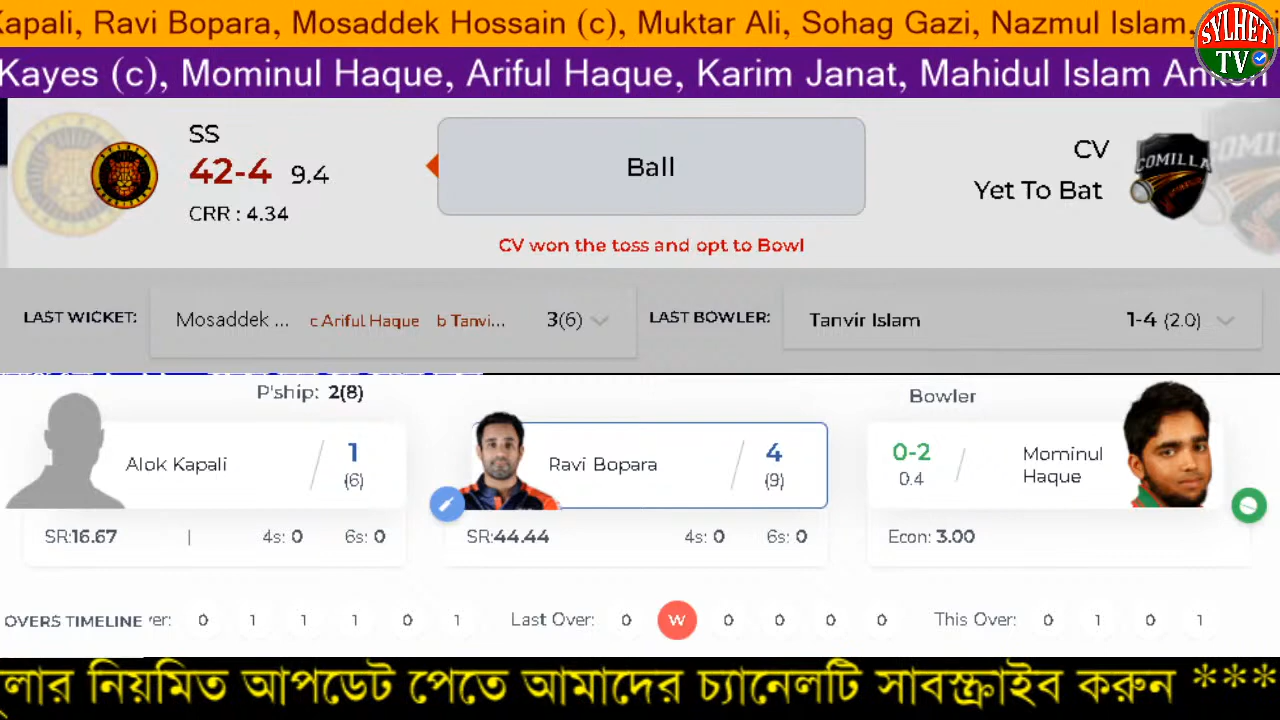 Kapali, Ravi Bopara, Mosaddek Hossain (c), Muktar Ali, Sohag Gazi, Nazmul Islam,
SYLHET
TV
Kayes (c), Mominul Haque, Ariful Haque, Karim Janat, Mahidul Islam Ankon
SS
42-4 9.4
CRR : 4.34
Ball
CV won the toss and opt to Bowl
CV
Yet To Bat
COMILLA
LAST WICKET: Mosaddek ... c Ariful Haque b Tanvi... 3(6)
LAST BOWLER: Tanvir Islam 1-4 (2.0)
P'ship: 2(8)
Alok Kapali 1 (6)
SR:16.67 | 4s: 0 6s: 0
Ravi Bopara 4 (9)
SR:44.44 4s: 0 6s: 0
Bowler
0-2 0.4 Mominul Haque
Econ: 3.00
OVERS TIMELINE ver: 0 1 1 1 0 1 Last Over: 0 W 0 0 0 0 This Over: 0 1 0 1
লার নিয়মিত আপডেট পেতে আমাদের চ্যানেলটি সাবস্ক্রাইব করুন ***